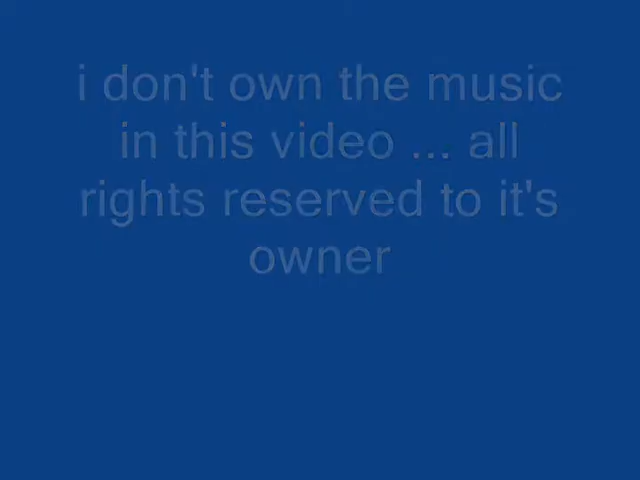 i don't own the music
in this video ... all
rights reserved to it's
owner